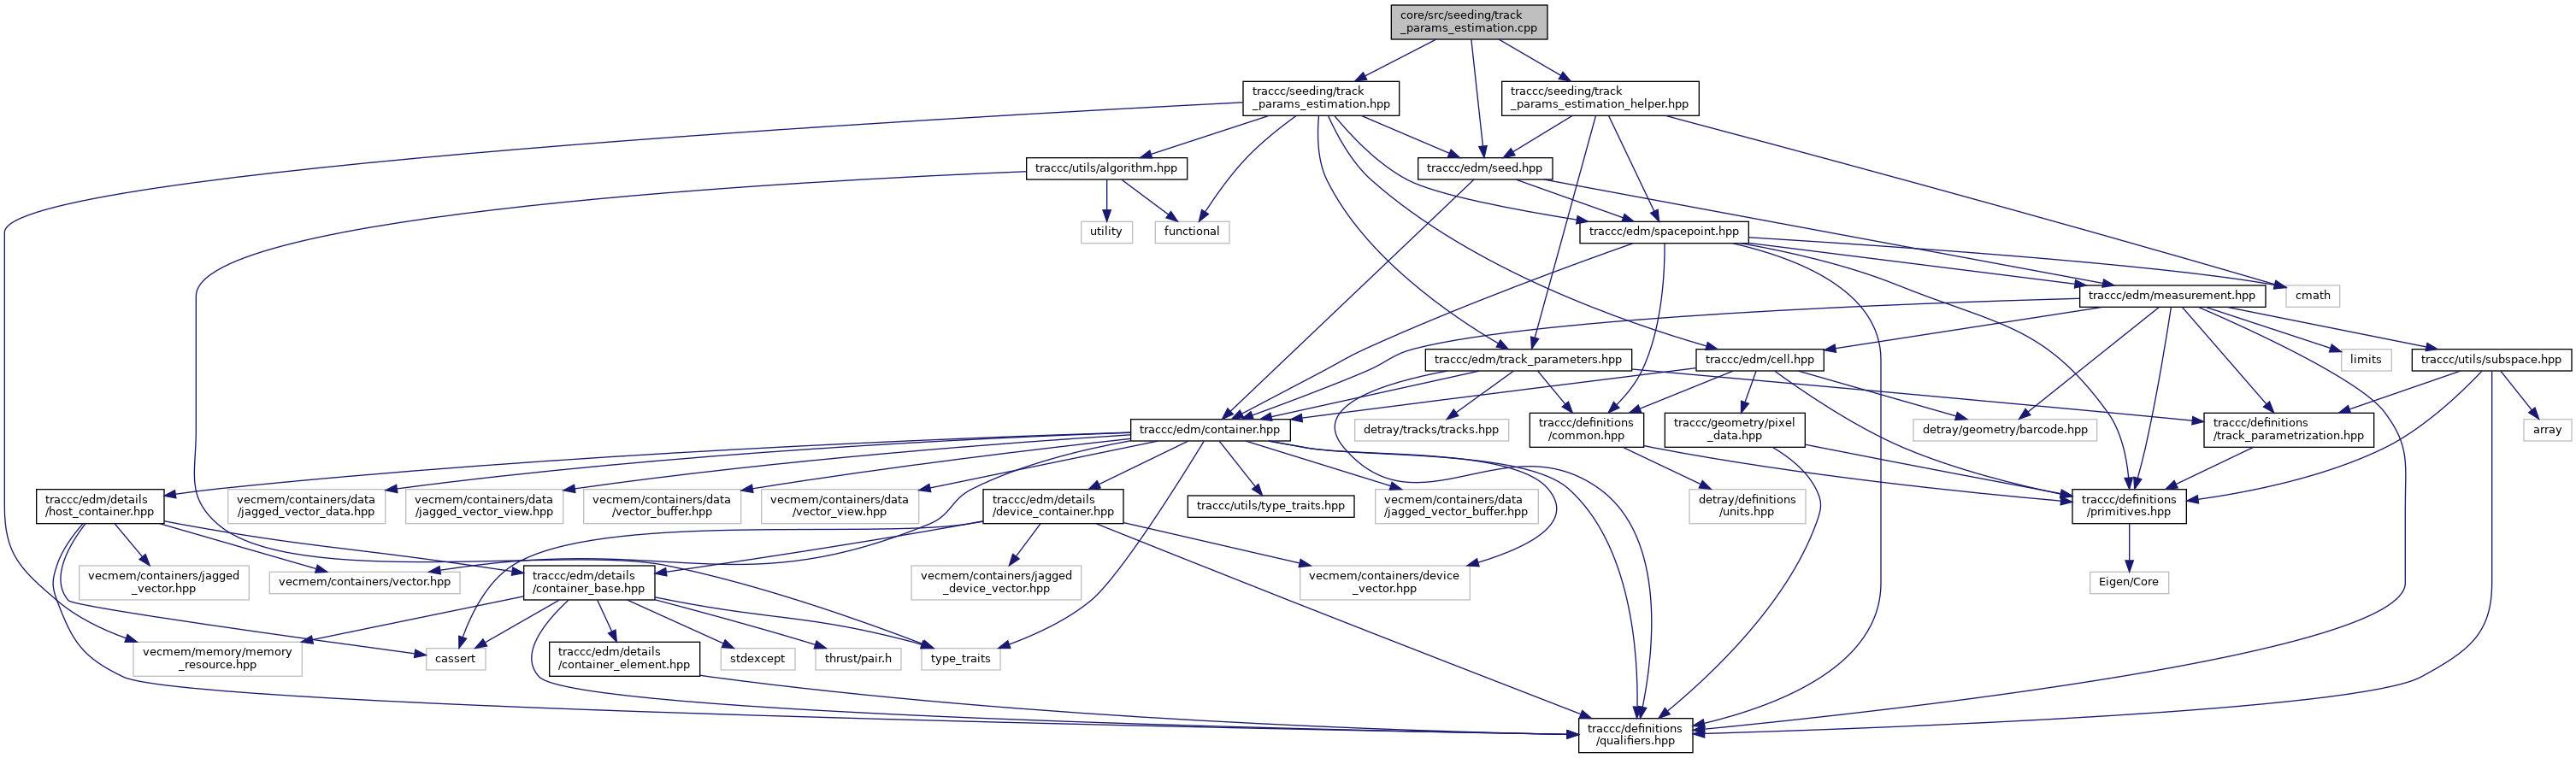 core/src/seeding/track
_params_estimation.cpp
traccc/seeding/track
_params_estimation.hpp
traccc/seeding/track
_params_estimation_helper.hpp
traccc/utils/algorithm.hpp
traccc/edm/seed.hpp
utility
functional
traccc/edm/spacepoint.hpp
traccc/edm/measurement.hpp
cmath
traccc/edm/track_parameters.hpp
traccc/edm/cell.hpp
limits
traccc/utils/subspace.hpp
traccc/edm/container.hpp
detray/tracks/tracks.hpp
traccc/definitions
/common.hpp
traccc/geometry/pixel
_data.hpp
detray/geometry/barcode.hpp
traccc/definitions
/track_parametrization.hpp
array
traccc/edm/details
/host_container.hpp
vecmem/containers/data
/jagged_vector_data.hpp
vecmem/containers/data
/jagged_vector_view.hpp
vecmem/containers/data
/vector_buffer.hpp
vecmem/containers/data
/vector_view.hpp
traccc/edm/details
/device_container.hpp
traccc/utils/type_traits.hpp
vecmem/containers/data
/jagged_vector_buffer.hpp
detray/definitions
/units.hpp
traccc/definitions
/primitives.hpp
vecmem/containers/jagged
_vector.hpp
vecmem/containers/vector.hpp
traccc/edm/details
/container_base.hpp
vecmem/containers/jagged
_device_vector.hpp
vecmem/containers/device
_vector.hpp
Eigen/Core
vecmem/memory/memory
_resource.hpp
cassert
traccc/edm/details
/container_element.hpp
stdexcept
thrust/pair.h
type_traits
traccc/definitions
/qualifiers.hpp